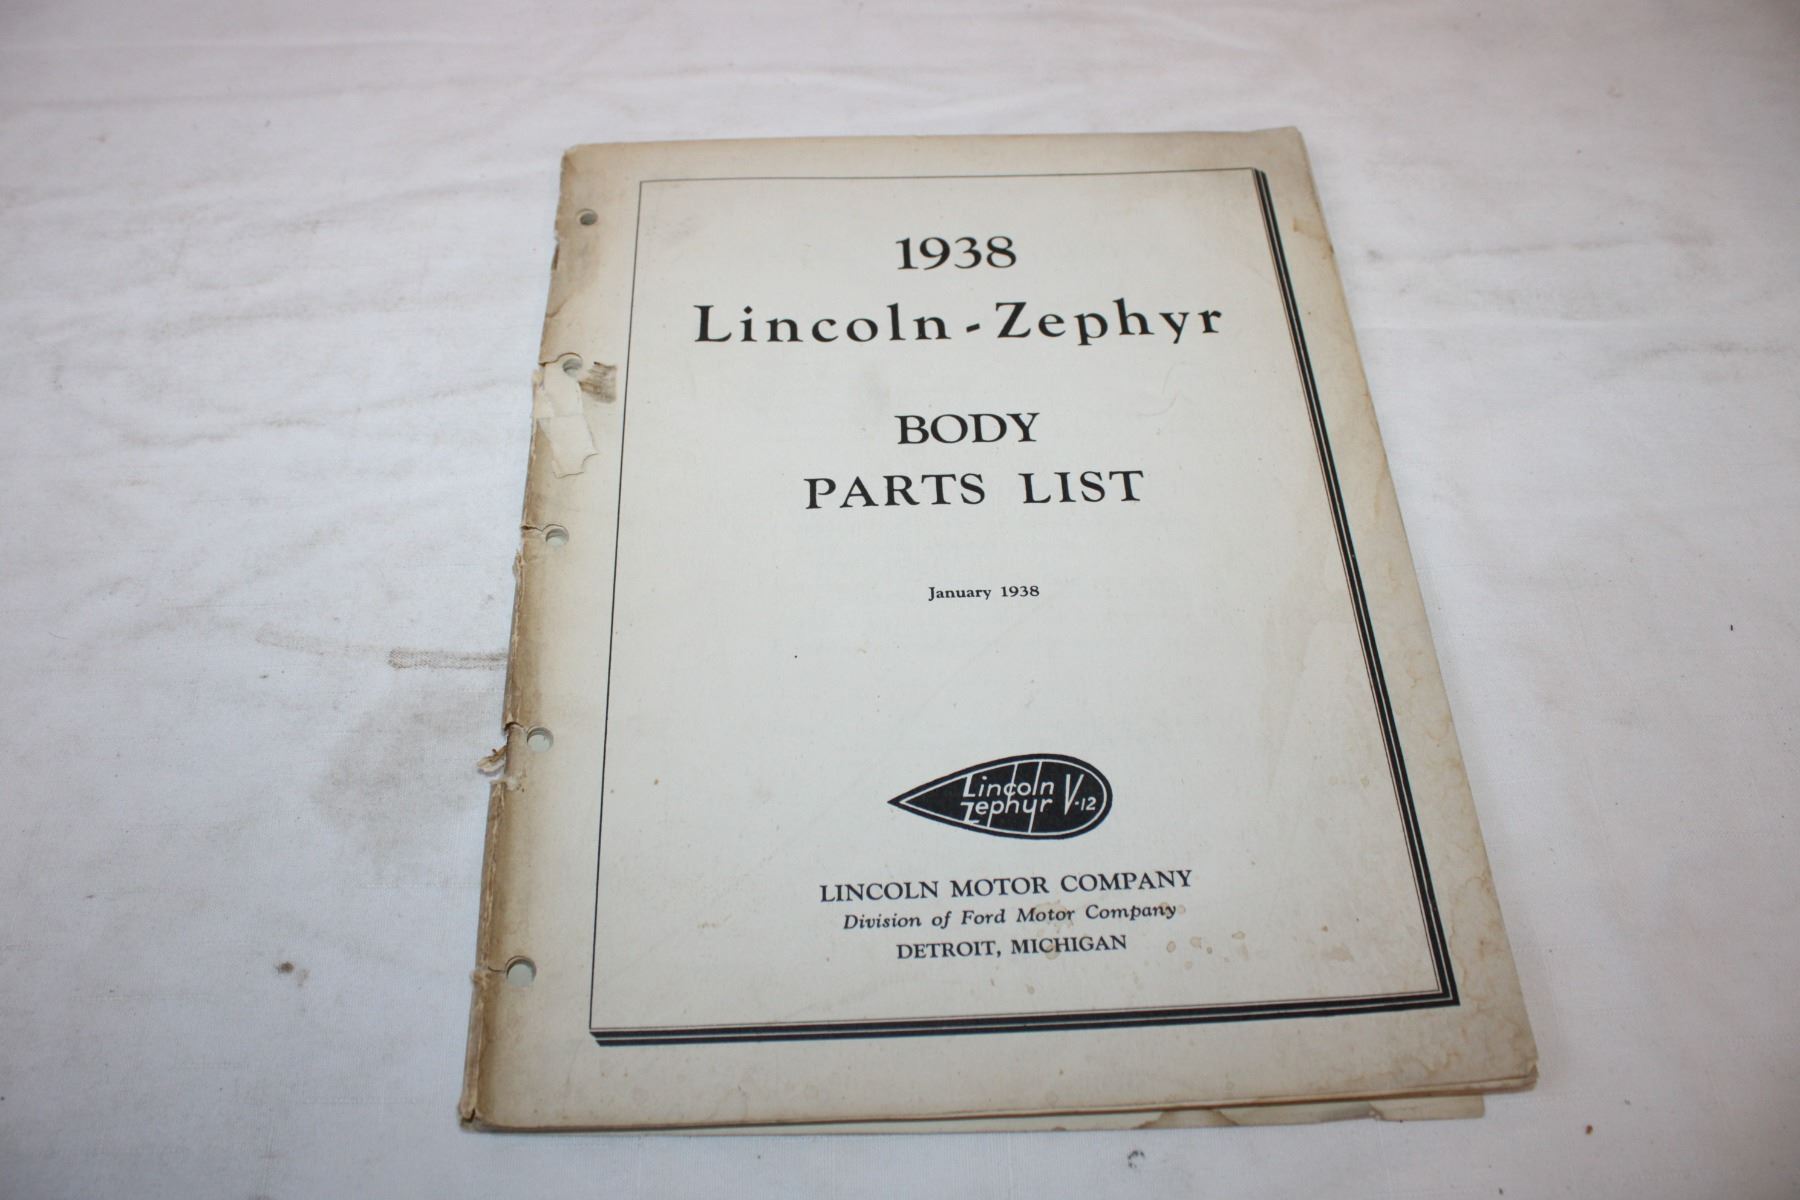 1938
Lincoln-Zephyr
BODY
PARTS LIST
January 1938
Lincoln
Zephyr V-12
LINCOLN MOTOR COMPANY
Division of Ford Motor Company
DETROIT, MICHIGAN